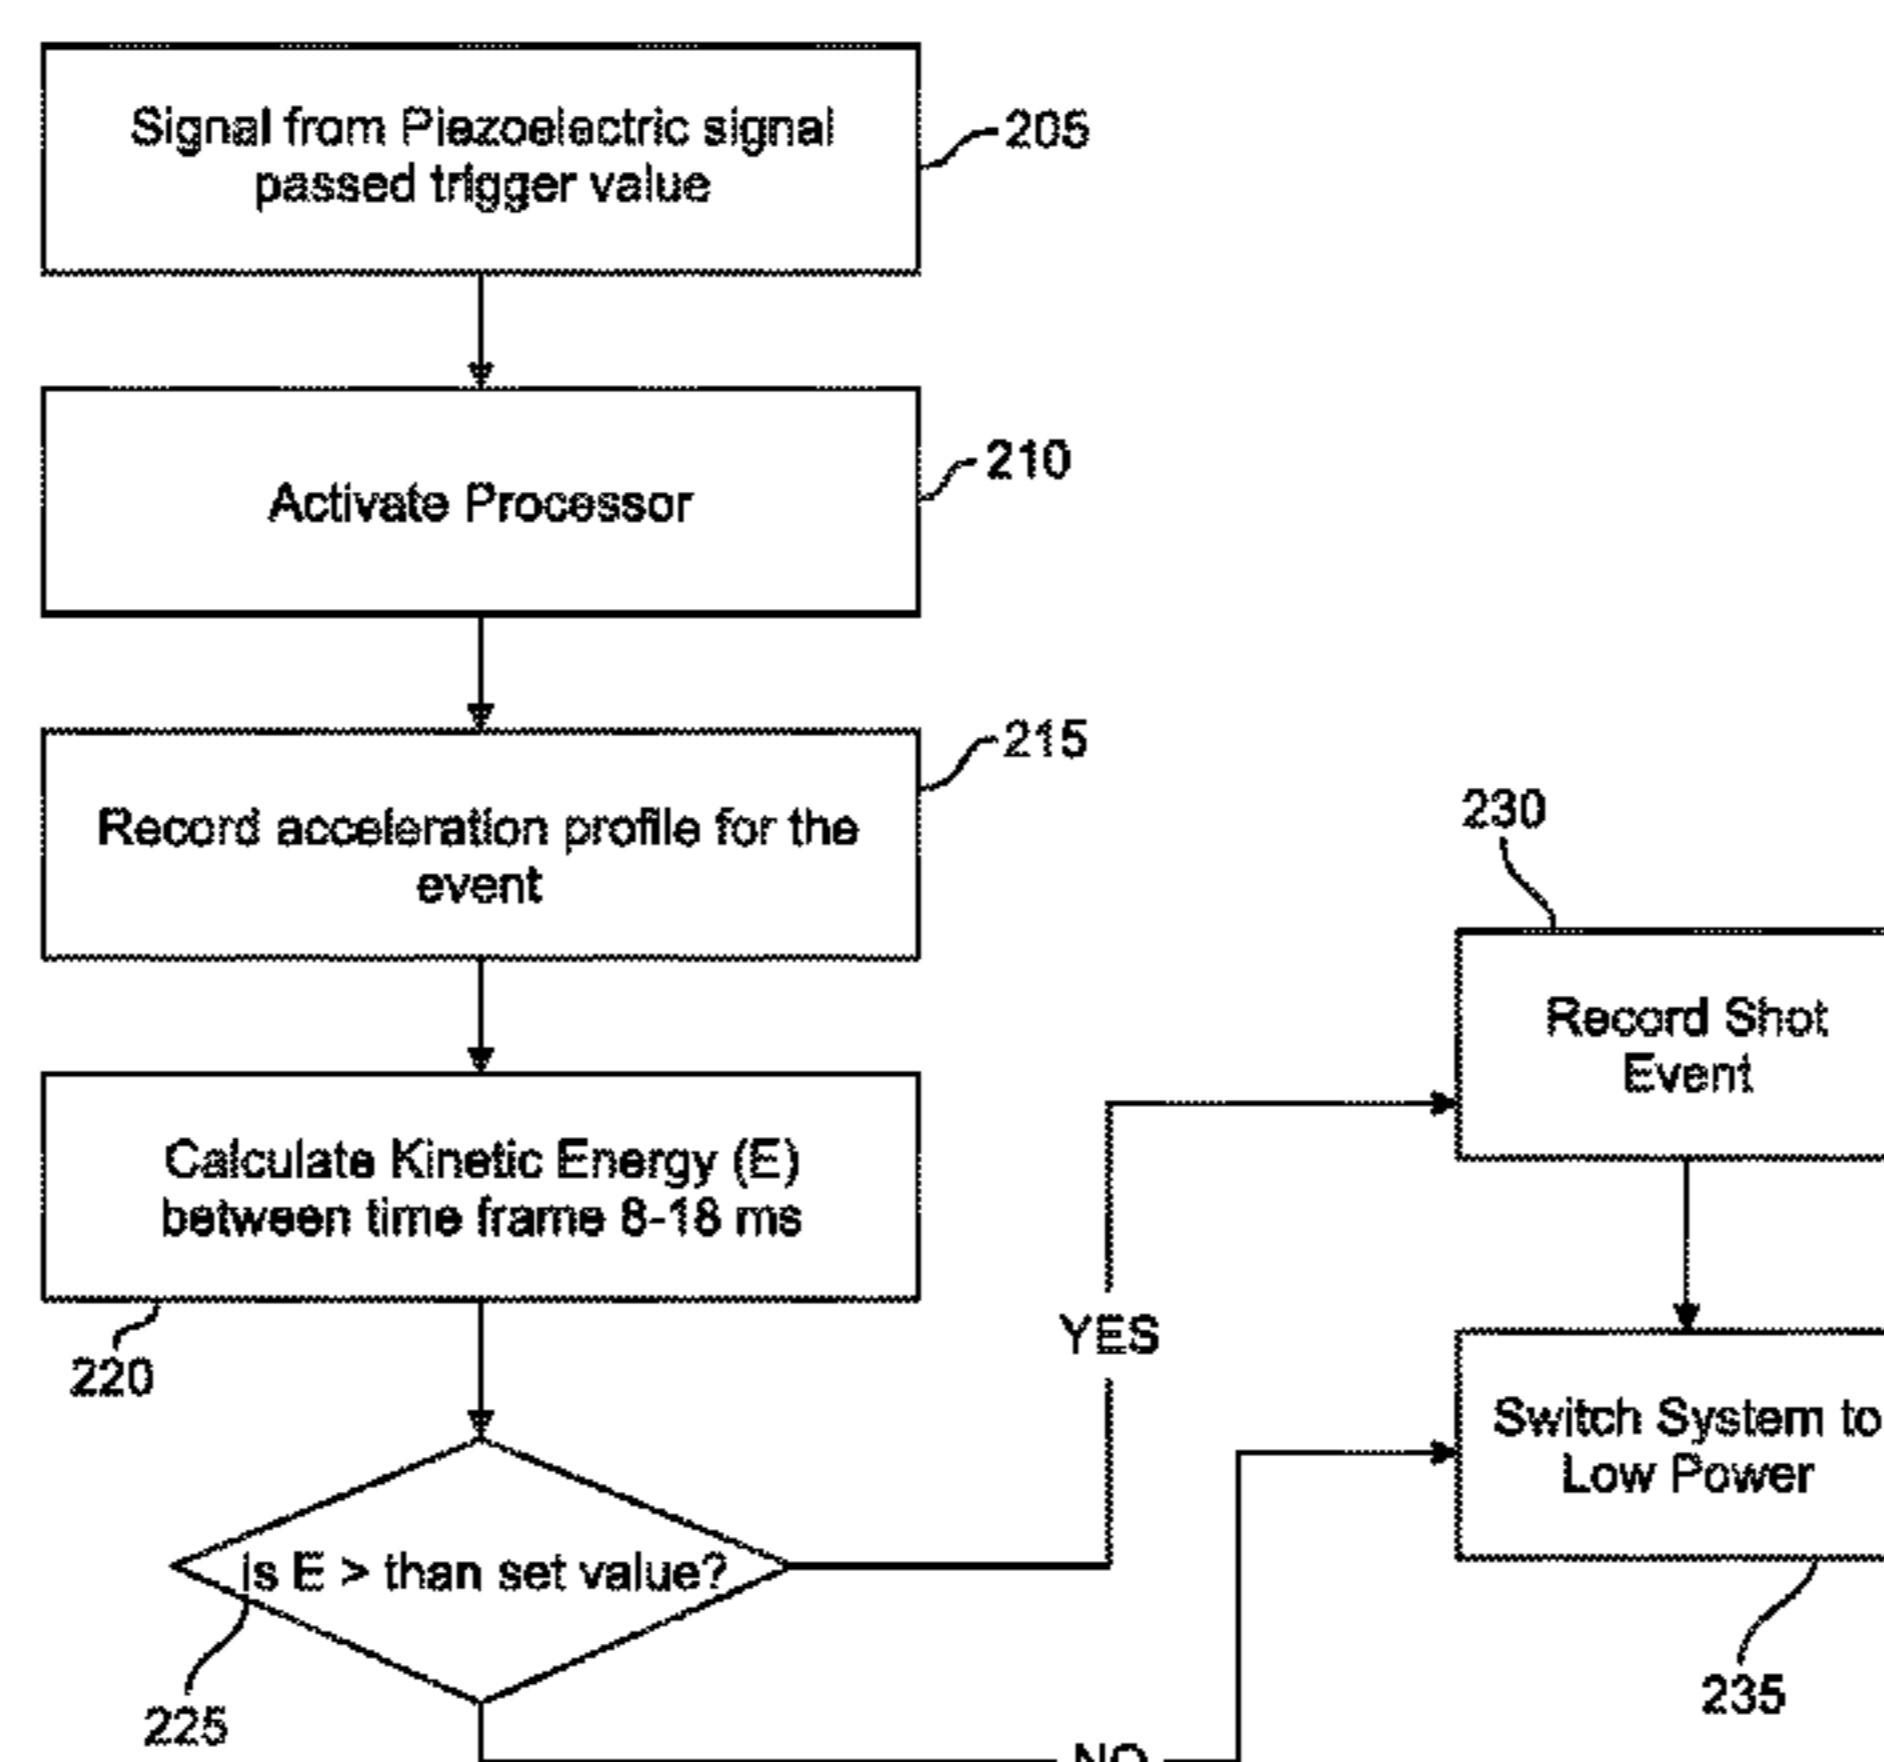 Signal from Piezoelectric signal
passed trigger value
205
Activate Processor
210
Record acceleration profile for the
event
215
Calculate Kinetic Energy (E)
between time frame 8-18 ms
220
is E > than set value?
225
YES
NO
230
Record Shot
Event
Switch System to
Low Power
235